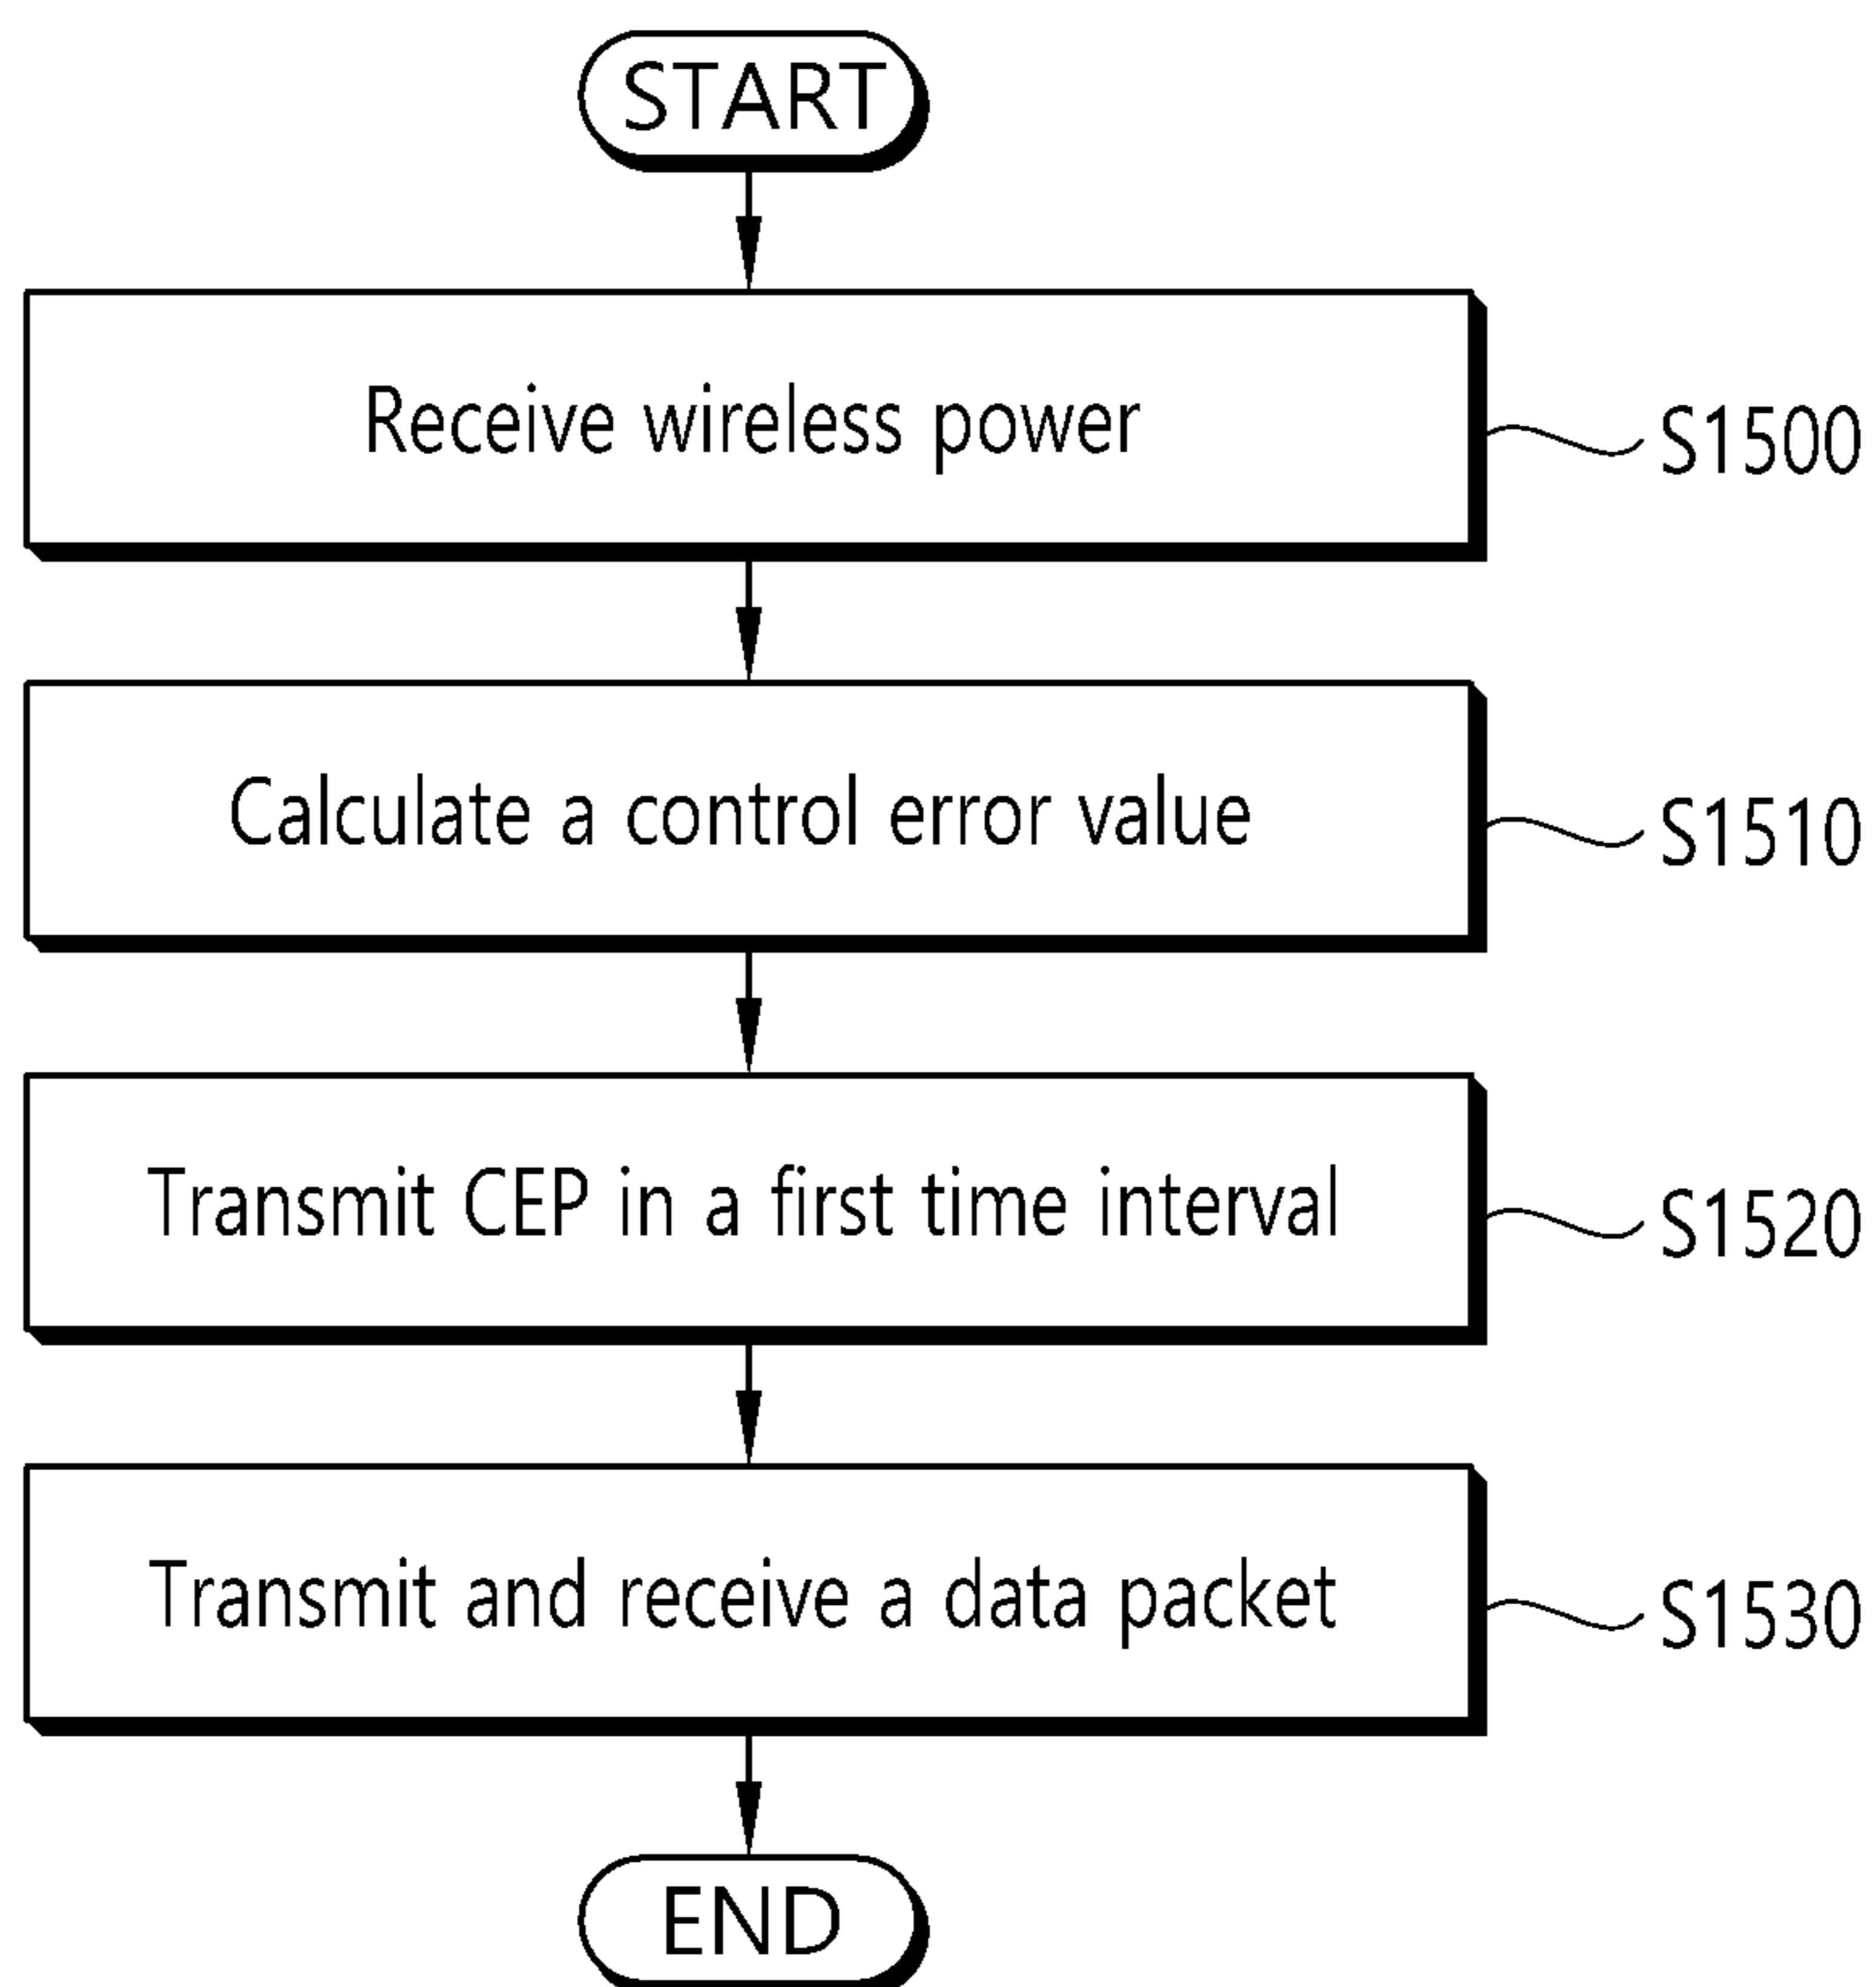 START
Receive wireless power
S1500
Calculate a control error value
S1510
Transmit CEP in a first time interval
S1520
Transmit and receive a data packet
S1530
END